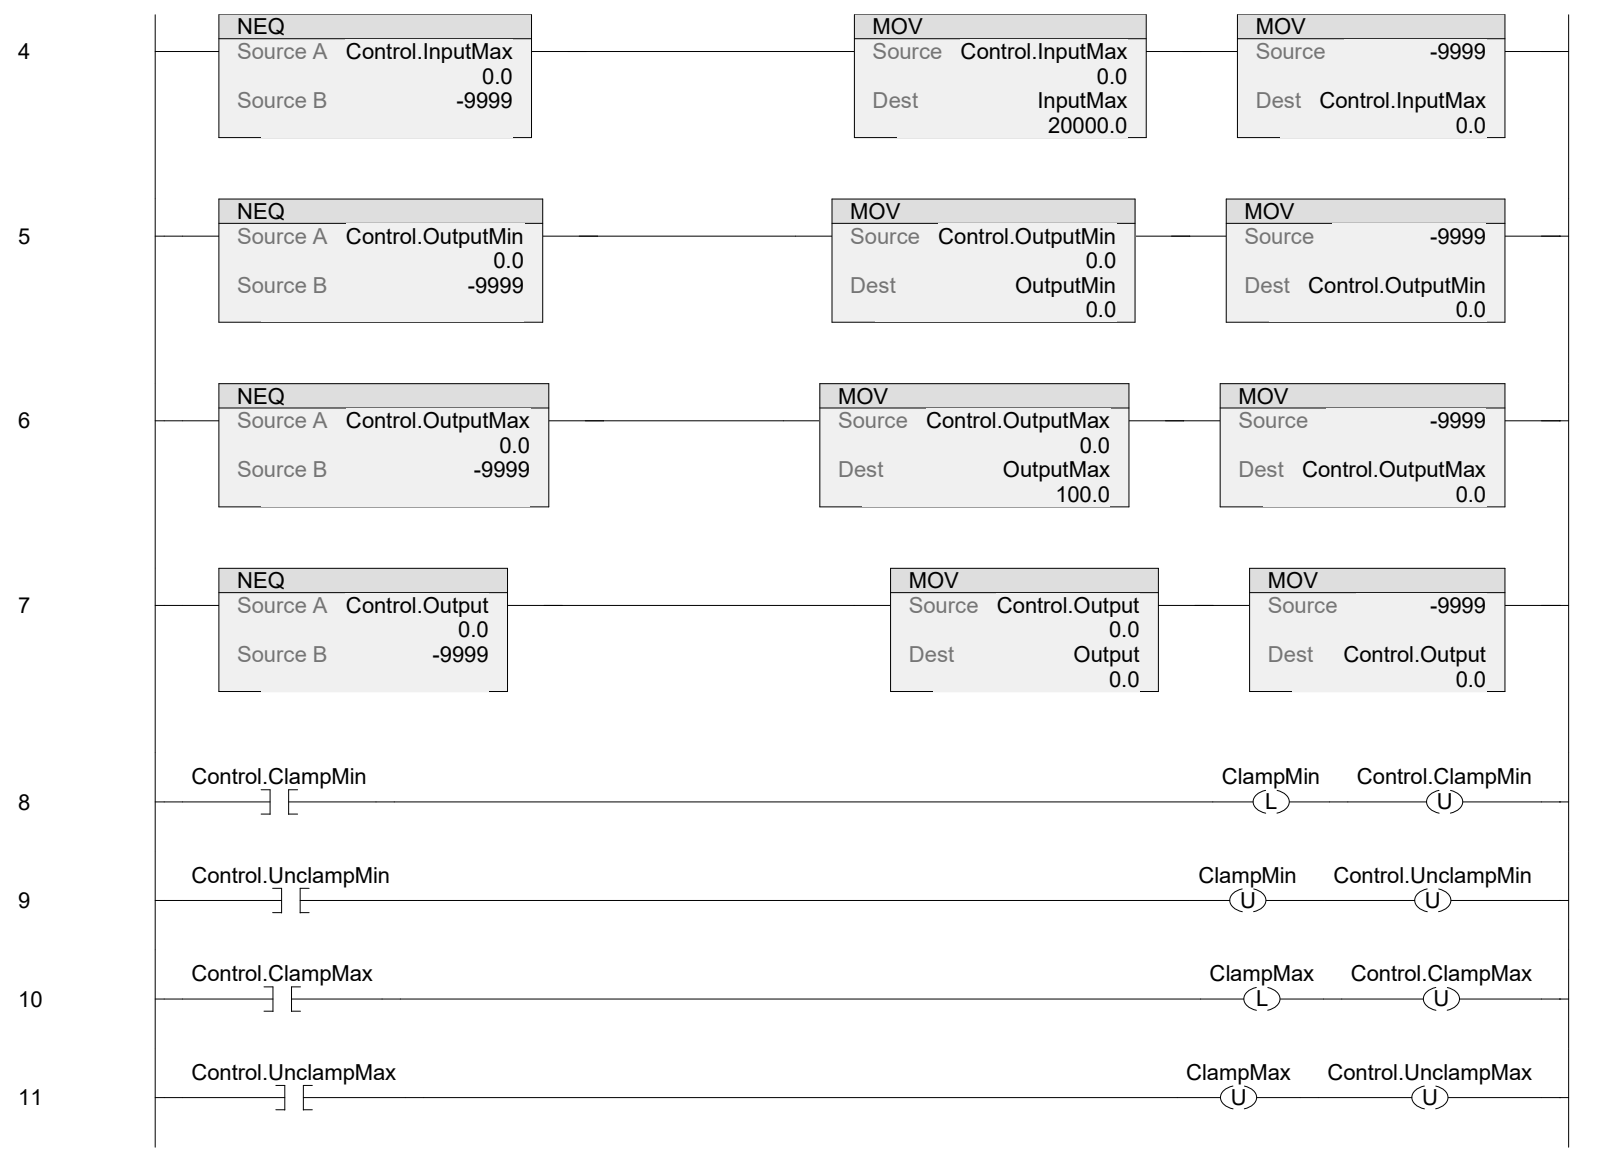 NEQ MOV MOV
4 Source A Control.InputMax Source Control.InputMax Source -9999
0.0 0.0
Source B -9999 Dest InputMax Dest Control.InputMax
20000.0 0.0
NEQ MOV MOV
5 Source A Control.OutputMin Source Control.OutputMin Source -9999
0.0 0.0
Source B -9999 Dest OutputMin Dest Control.OutputMin
0.0 0.0
NEQ MOV MOV
6 Source A Control.OutputMax Source Control.OutputMax Source -9999
0.0 0.0
Source B -9999 Dest OutputMax Dest Control.OutputMax
100.0 0.0
NEQ MOV MOV
7 Source A Control.Output Source Control.Output Source -9999
0.0 0.0
Source B -9999 Dest Output Dest Control.Output
0.0 0.0
Control.ClampMin ClampMin Control.ClampMin
8 L U
Control.UnclampMin ClampMin Control.UnclampMin
9 U U
Control.ClampMax ClampMax Control.ClampMax
10 L U
Control.UnclampMax ClampMax Control.UnclampMax
11 U U